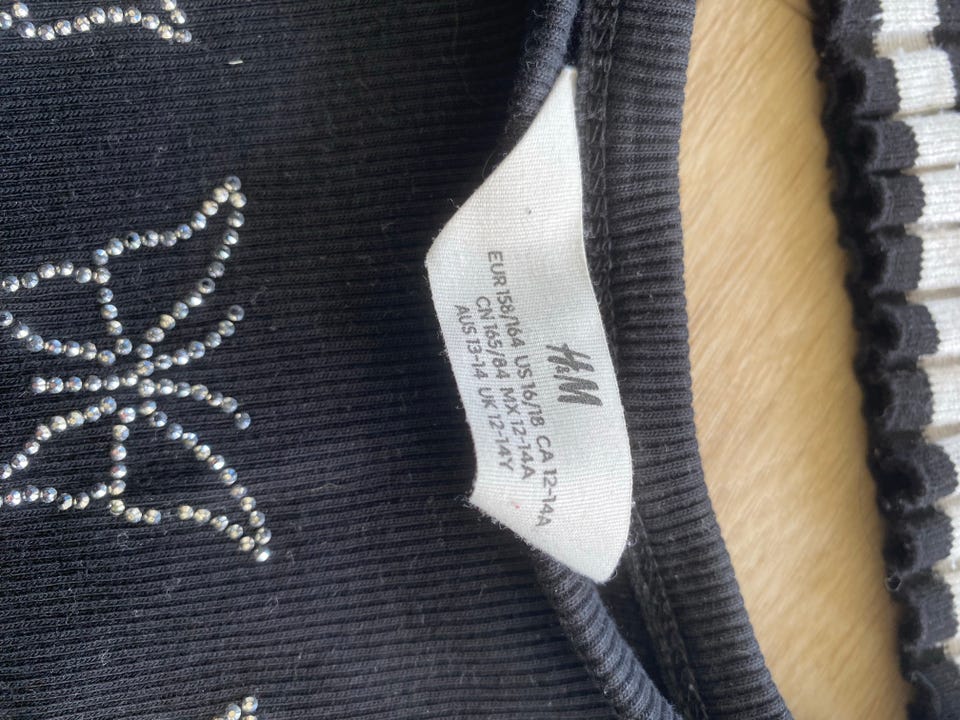 H&M
EUR 158/164 US 16/18 CA 12-14A
CN 165/84 MX 12-14A
AUS 13-14 UK 12-14Y